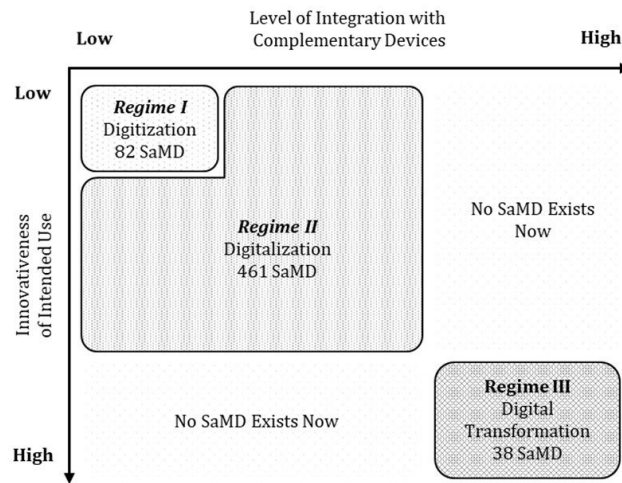 Low
Level of Integration with
Complementary Devices
High
Low
Innovativeness
of Intended Use
High
Regime I
Digitization
82 SaMD
Regime II
Digitalization
461 SaMD
No SaMD Exists
Now
No SaMD Exists Now
Regime III
Digital
Transformation
38 SaMD